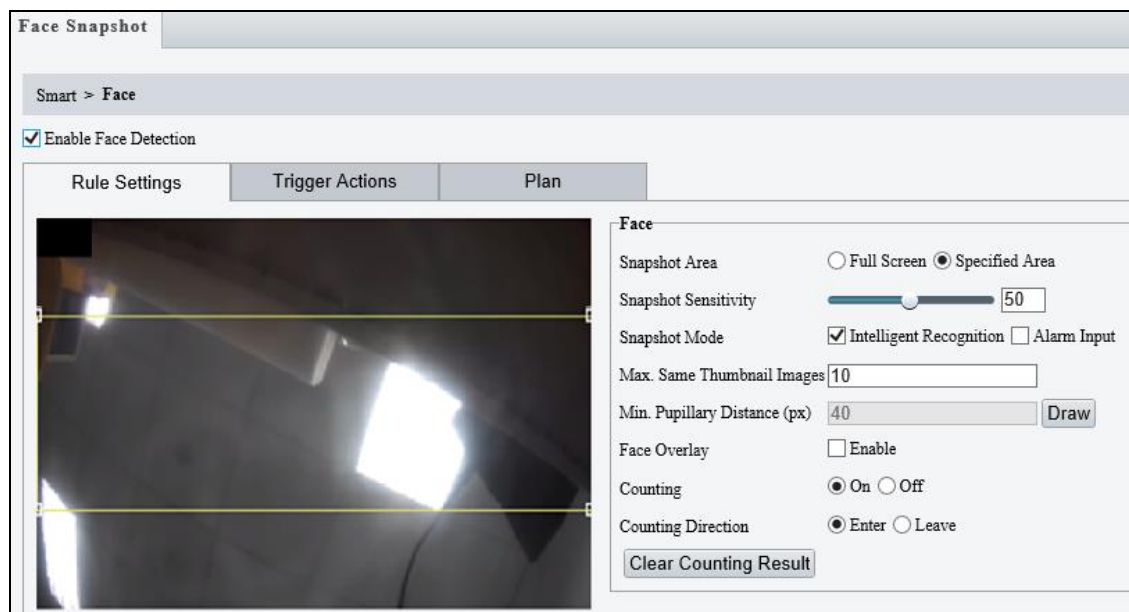 Face Snapshot
Smart > Face
Enable Face Detection
Rule Settings Trigger Actions Plan
Face
Snapshot Area Full Screen Specified Area
Snapshot Sensitivity 50
Snapshot Mode Intelligent Recognition Alarm Input
Max. Same Thumbnail Images 10
Min. Pupillary Distance (px) 40 Draw
Face Overlay Enable
Counting On Off
Counting Direction Enter Leave
Clear Counting Result